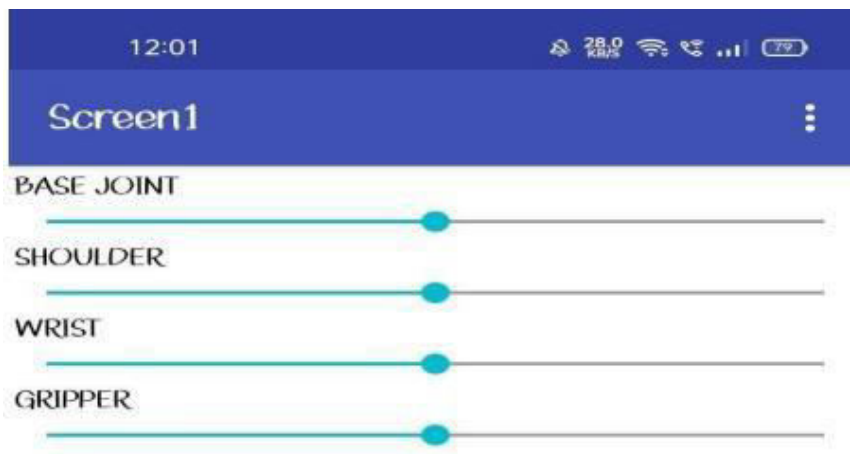 12:01 28.0 KB/S 79
Screen1
BASE JOINT
SHOULDER
WRIST
GRIPPER